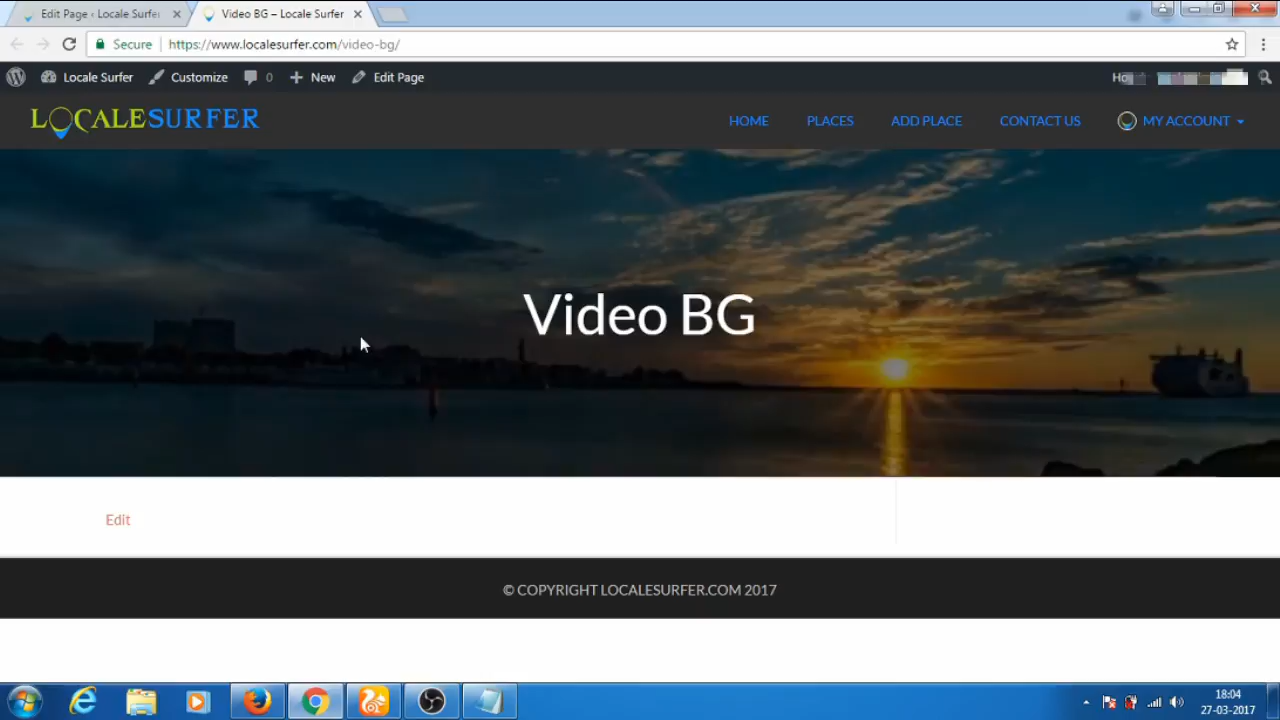 Edit Page ‹ Locale Surfer
Video BG – Locale Surfer
Secure
https://www.localesurfer.com/video-bg/
Locale Surfer
Customize
0
New
Edit Page
LOCALESURFER
HOME
PLACES
ADD PLACE
CONTACT US
MY ACCOUNT
Video BG
Edit
© COPYRIGHT LOCALESURFER.COM 2017
18:04
27-03-2017